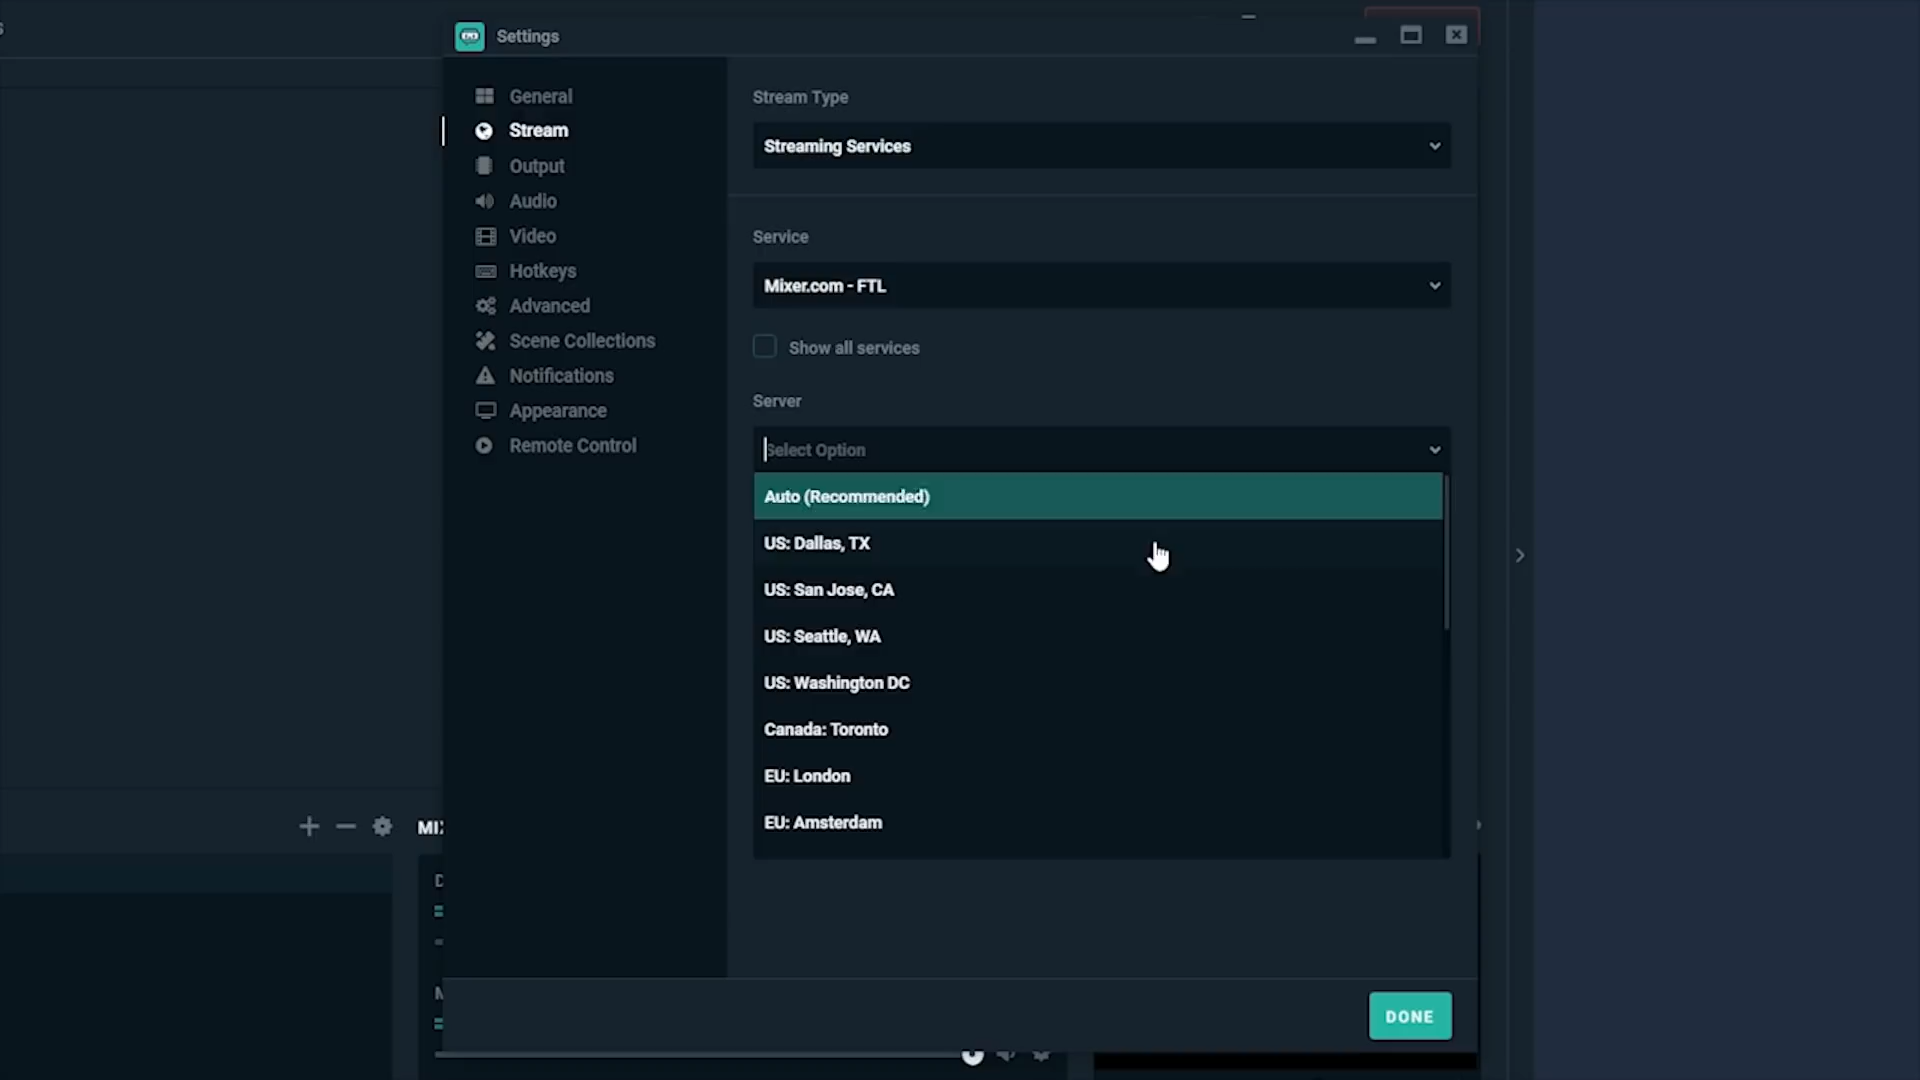 Settings
General
Stream
Output
Audio
Video
Hotkeys
Advanced
Scene Collections
Notifications
Appearance
Remote Control
Stream Type
Streaming Services
Service
Mixer.com - FTL
Show all services
Server
Select Option
Auto (Recommended)
US: Dallas, TX
US: San Jose, CA
US: Seattle, WA
US: Washington DC
Canada: Toronto
EU: London
EU: Amsterdam
DONE